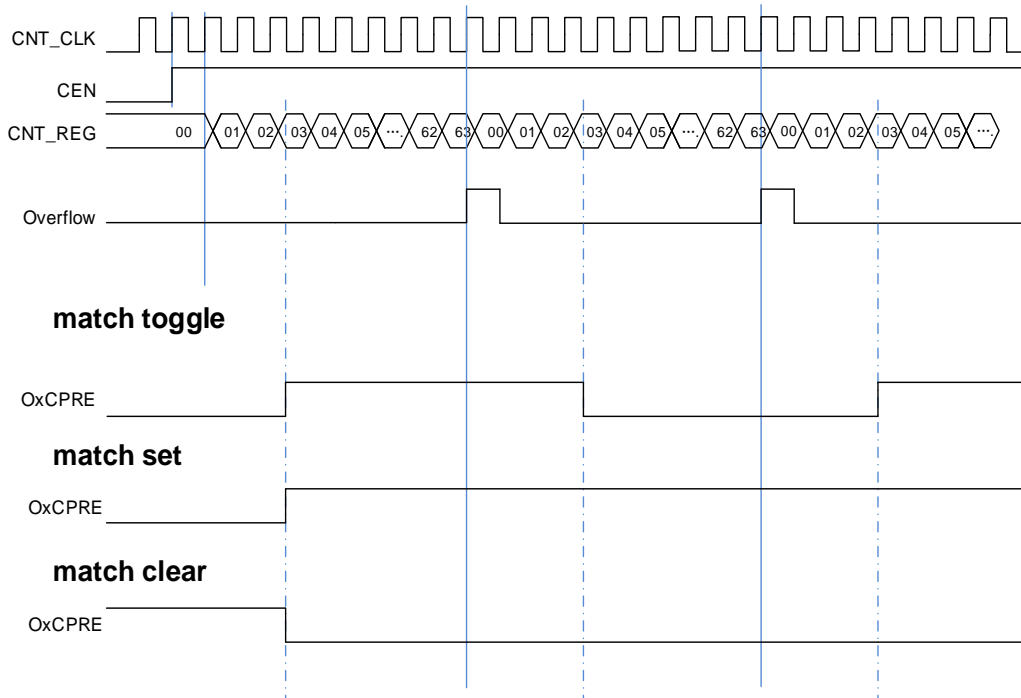 CNT_CLK
CEN
CNT_REG 00 01 02 03 04 05 ···. 62 63 00 01 02 03 04 05 ···. 62 63 00 01 02 03 04 05 ···.
Overflow
match toggle
OxCPRE
match set
OxCPRE
match clear
OxCPRE